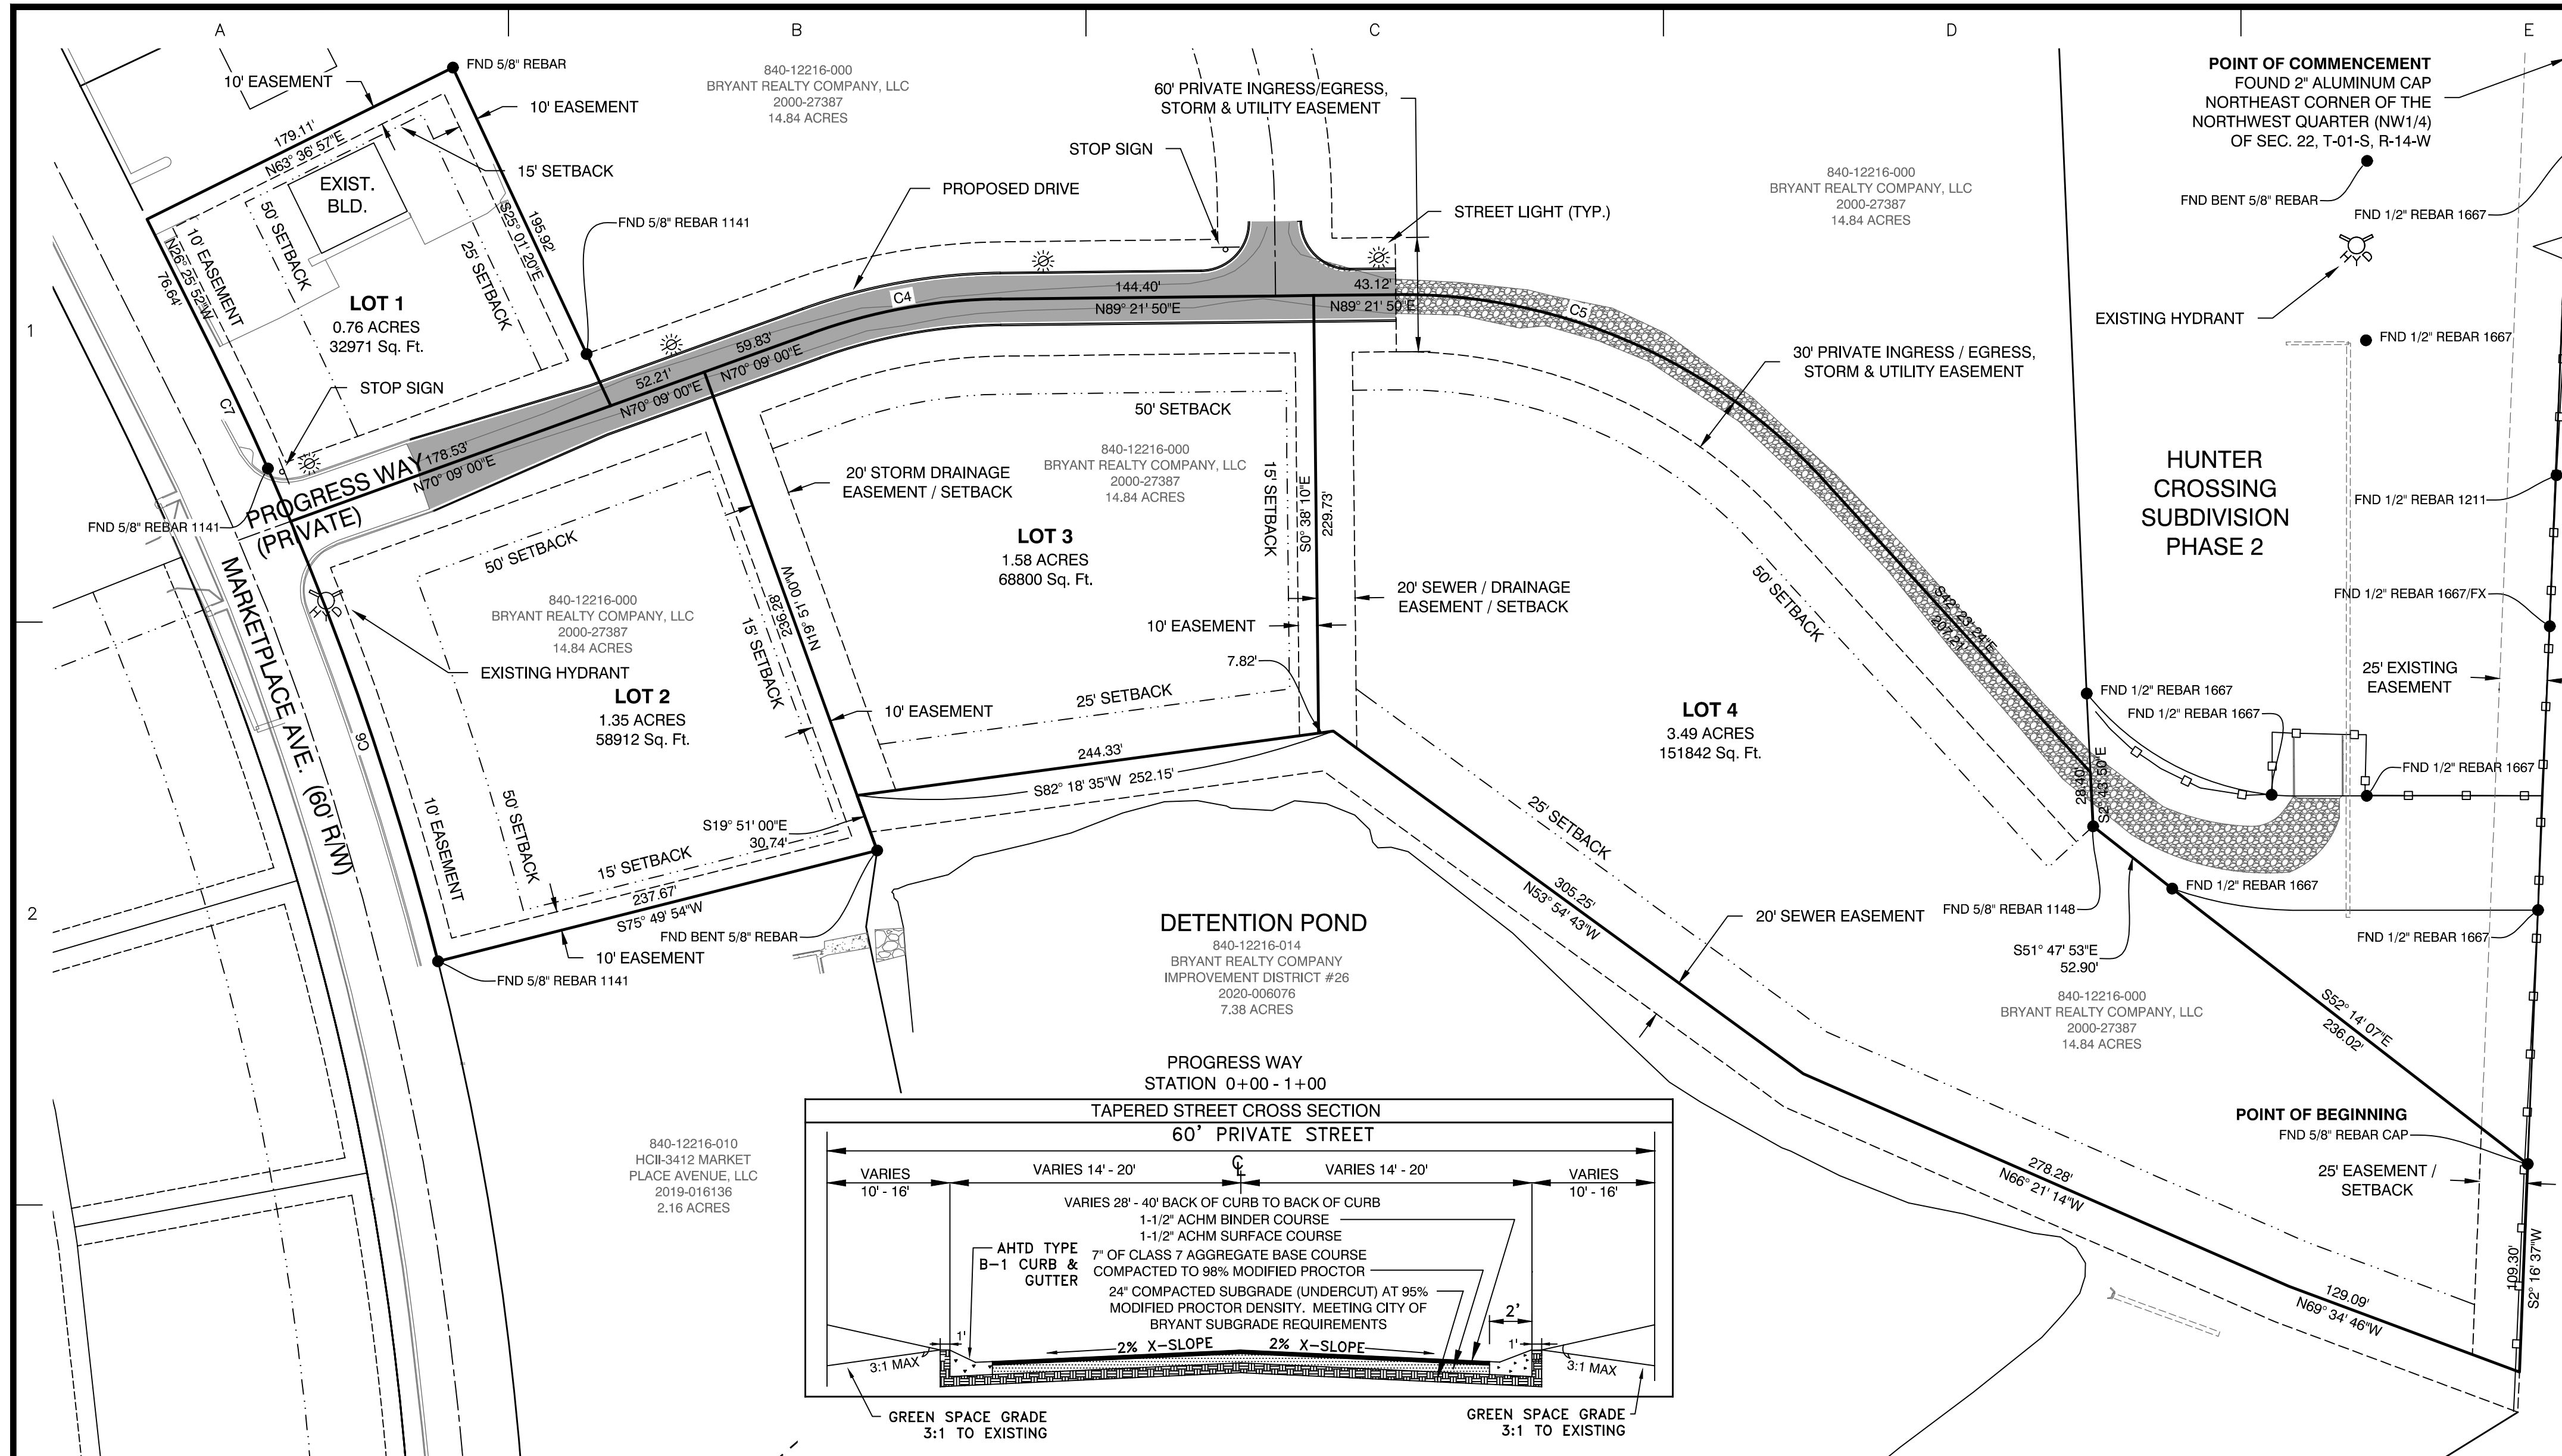 A
B
C
D
E
1
2
10' EASEMENT
FND 5/8" REBAR
10' EASEMENT
179.11'
N63° 36' 57"E
15' SETBACK
EXIST.
BLD.
50' SETBACK
25' SETBACK
195.92'
S25° 01' 20"E
10' EASEMENT
N26° 25' 52"W
76.64'
LOT 1
0.76 ACRES
32971 Sq. Ft.
FND 5/8" REBAR 1141
STOP SIGN
C7
840-12216-000
BRYANT REALTY COMPANY, LLC
2000-27387
14.84 ACRES
60' PRIVATE INGRESS/EGRESS,
STORM & UTILITY EASEMENT
STOP SIGN
PROPOSED DRIVE
STREET LIGHT (TYP.)
840-12216-000
BRYANT REALTY COMPANY, LLC
2000-27387
14.84 ACRES
POINT OF COMMENCEMENT
FOUND 2" ALUMINUM CAP
NORTHEAST CORNER OF THE
NORTHWEST QUARTER (NW1/4)
OF SEC. 22, T-01-S, R-14-W
FND BENT 5/8" REBAR
FND 1/2" REBAR 1667
HYD
EXISTING HYDRANT
FND 1/2" REBAR 1667
C4
144.40'
N89° 21' 50"E
43.12'
N89° 21' 50"E
C5
59.83'
N70° 09' 00"E
52.21'
N70° 09' 00"E
178.53'
N70° 09' 00"E
PROGRESS WAY
(PRIVATE)
FND 5/8" REBAR 1141
MARKETPLACE AVE. (60' R/W)
30' PRIVATE INGRESS / EGRESS,
STORM & UTILITY EASEMENT
HUNTER
CROSSING
SUBDIVISION
PHASE 2
FND 1/2" REBAR 1211
FND 1/2" REBAR 1667/FX
25' EXISTING
EASEMENT
50' SETBACK
840-12216-000
BRYANT REALTY COMPANY, LLC
2000-27387
14.84 ACRES
HYD
EXISTING HYDRANT
LOT 2
1.35 ACRES
58912 Sq. Ft.
C6
10' EASEMENT
50' SETBACK
15' SETBACK
N19° 51' 00"W
236.28'
20' STORM DRAINAGE
EASEMENT / SETBACK
50' SETBACK
840-12216-000
BRYANT REALTY COMPANY, LLC
2000-27387
14.84 ACRES
LOT 3
1.58 ACRES
68800 Sq. Ft.
15' SETBACK
S0° 38' 10"E
229.73'
20' SEWER / DRAINAGE
EASEMENT / SETBACK
10' EASEMENT
7.82'
25' SETBACK
10' EASEMENT
244.33'
S82° 18' 35"W 252.15'
S19° 51' 00"E
30.74'
15' SETBACK
237.67'
S75° 49' 54"W
FND BENT 5/8" REBAR
10' EASEMENT
FND 5/8" REBAR 1141
50' SETBACK
S42° 23' 24"E
207.21'
LOT 4
3.49 ACRES
151842 Sq. Ft.
FND 1/2" REBAR 1667
FND 1/2" REBAR 1667
FND 1/2" REBAR 1667
28.40'
S2° 43' 50"E
FND 1/2" REBAR 1667
FND 5/8" REBAR 1148
FND 1/2" REBAR 1667
S51° 47' 53"E
52.90'
25' SETBACK
305.25'
N53° 54' 43"W
20' SEWER EASEMENT
DETENTION POND
840-12216-014
BRYANT REALTY COMPANY
IMPROVEMENT DISTRICT #26
2020-006076
7.38 ACRES
840-12216-000
BRYANT REALTY COMPANY, LLC
2000-27387
14.84 ACRES
S52° 14' 07"E
236.02'
POINT OF BEGINNING
FND 5/8" REBAR CAP
25' EASEMENT /
SETBACK
278.28'
N66° 21' 14"W
129.09'
N69° 34' 46"W
109.30'
S2° 16' 37"W
840-12216-010
HCII-3412 MARKET
PLACE AVENUE, LLC
2019-016136
2.16 ACRES
PROGRESS WAY
STATION 0+00 - 1+00
TAPERED STREET CROSS SECTION
60' PRIVATE STREET
CL
VARIES
10' - 16'
VARIES 14' - 20'
VARIES 14' - 20'
VARIES
10' - 16'
VARIES 28' - 40' BACK OF CURB TO BACK OF CURB
1-1/2" ACHM BINDER COURSE
1-1/2" ACHM SURFACE COURSE
AHTD TYPE
B-1 CURB &
GUTTER
7" OF CLASS 7 AGGREGATE BASE COURSE
COMPACTED TO 98% MODIFIED PROCTOR
24" COMPACTED SUBGRADE (UNDERCUT) AT 95%
MODIFIED PROCTOR DENSITY. MEETING CITY OF
BRYANT SUBGRADE REQUIREMENTS
2'
1'
2% X-SLOPE
2% X-SLOPE
1'
3:1 MAX
3:1 MAX
GREEN SPACE GRADE
3:1 TO EXISTING
GREEN SPACE GRADE
3:1 TO EXISTING